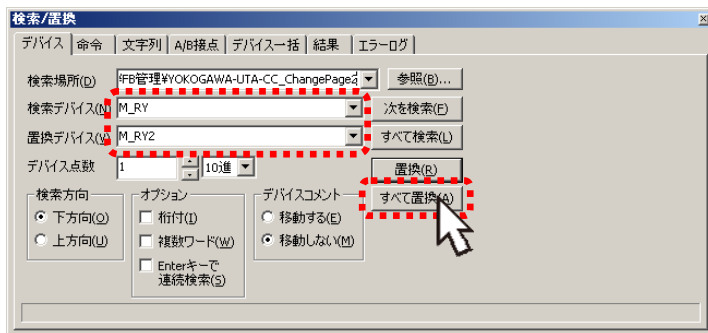 検索/置換
デバイス 命令 文字列 A/B接点 デバイス一括 結果 エラーログ
検索場所(D) FB管理¥YOKOGAWA-UTA-CC_ChangePage2 参照(B)...
検索デバイス(N) M_RY 次を検索(F)
置換デバイス(V) M_RY2 すべて検索(L)
デバイス点数 1 10進 置換(R)
検索方向 オプション デバイスコメント すべて置換(A)
下方向(O) 桁付(I) 移動する(E)
上方向(U) 複数ワード(W) 移動しない(M)
Enterキーで
連続検索(S)